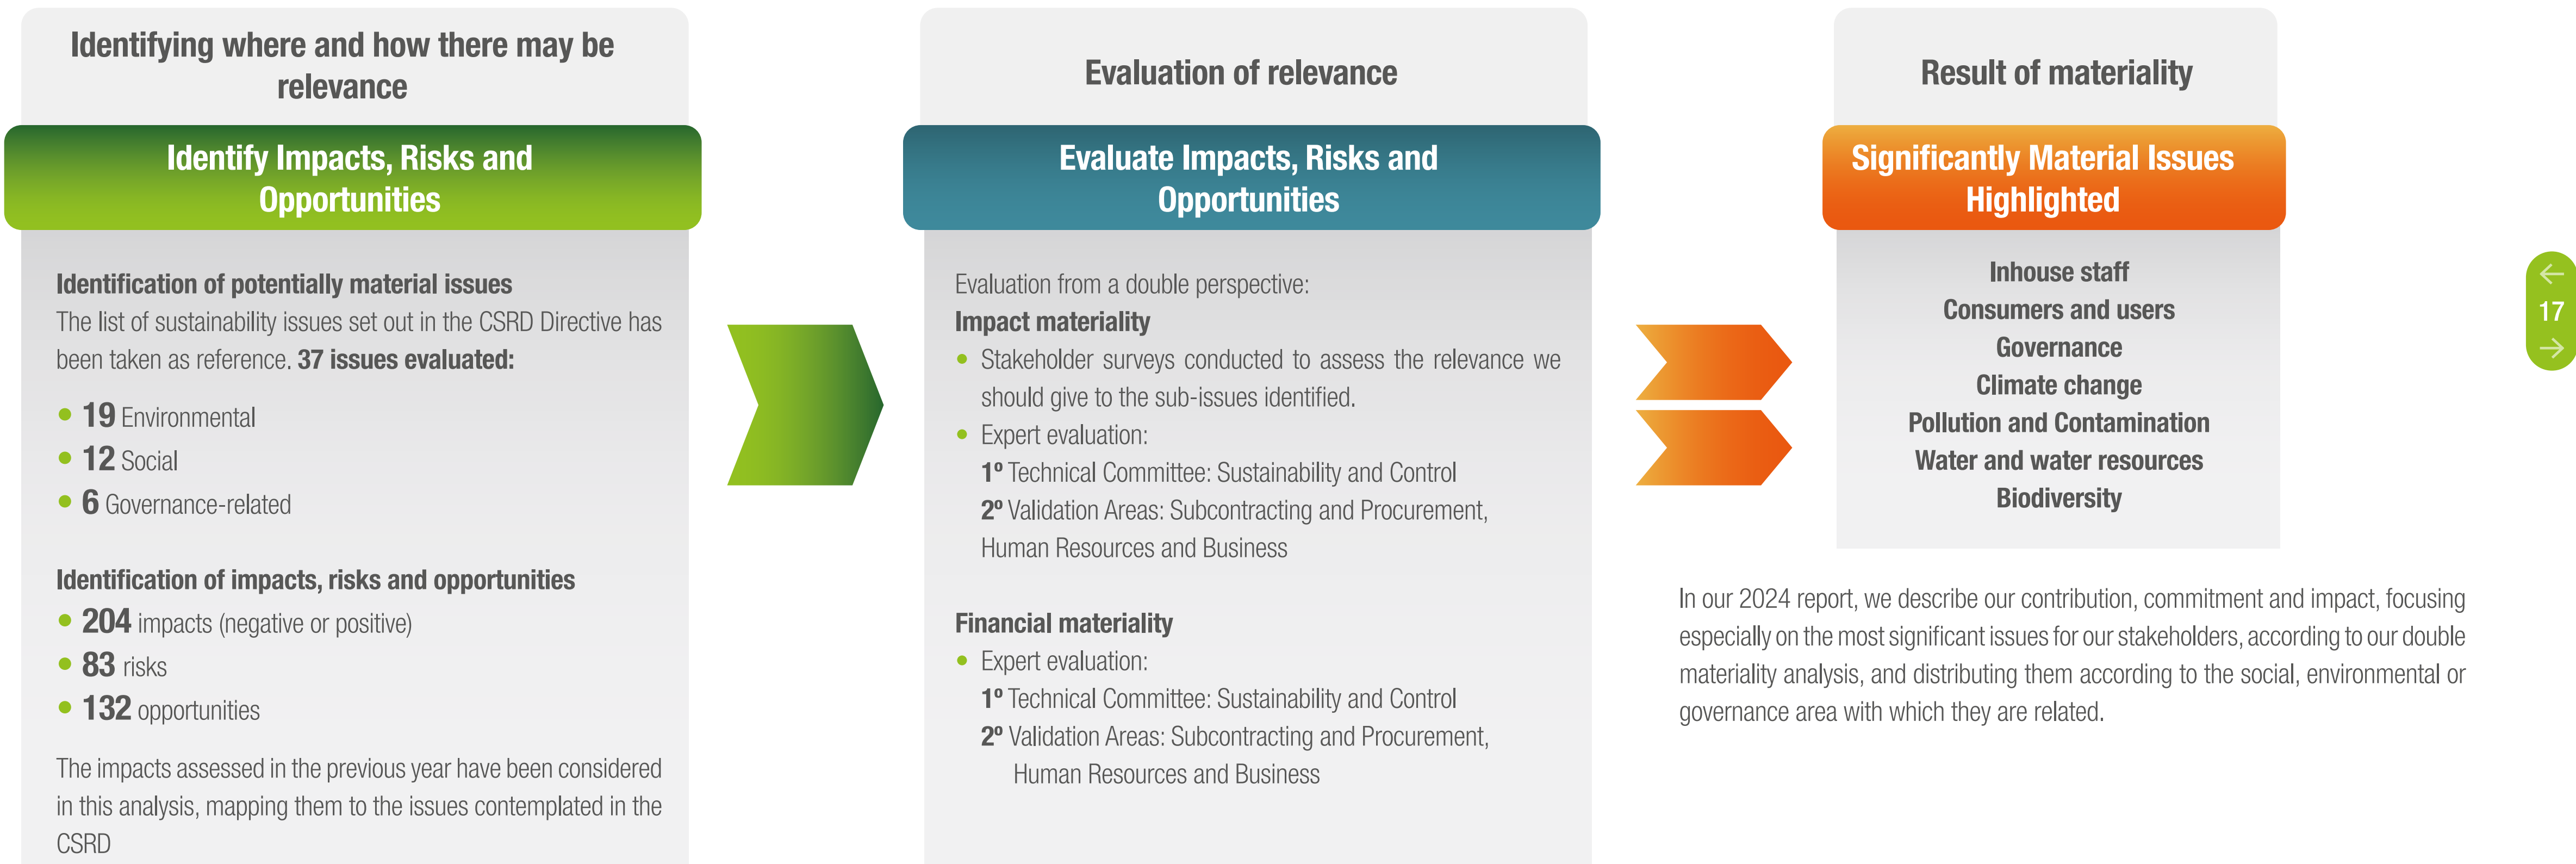 Identifying where and how there may be
relevance
Identify Impacts, Risks and
Opportunities
Identification of potentially material issues
The list of sustainability issues set out in the CSRD Directive has
been taken as reference. 37 issues evaluated:
• 19 Environmental
• 12 Social
• 6 Governance-related
Identification of impacts, risks and opportunities
• 204 impacts (negative or positive)
• 83 risks
• 132 opportunities
The impacts assessed in the previous year have been considered
in this analysis, mapping them to the issues contemplated in the
CSRD
Evaluation of relevance
Evaluate Impacts, Risks and
Opportunities
Evaluation from a double perspective:
Impact materiality
• Stakeholder surveys conducted to assess the relevance we
should give to the sub-issues identified.
• Expert evaluation:
1º Technical Committee: Sustainability and Control
2º Validation Areas: Subcontracting and Procurement,
Human Resources and Business
Financial materiality
• Expert evaluation:
1º Technical Committee: Sustainability and Control
2º Validation Areas: Subcontracting and Procurement,
Human Resources and Business
Result of materiality
Significantly Material Issues
Highlighted
Inhouse staff
Consumers and users
Governance
Climate change
Pollution and Contamination
Water and water resources
Biodiversity
In our 2024 report, we describe our contribution, commitment and impact, focusing
especially on the most significant issues for our stakeholders, according to our double
materiality analysis, and distributing them according to the social, environmental or
governance area with which they are related.
17